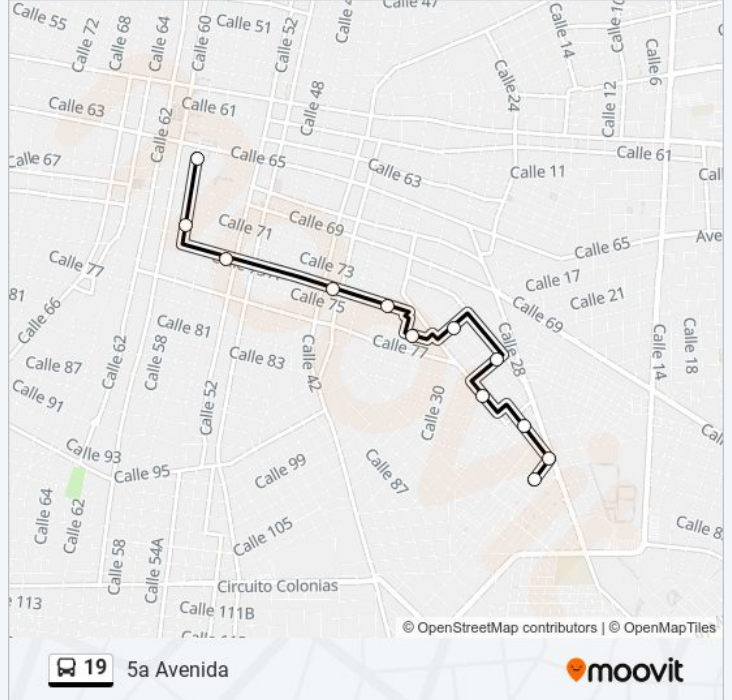 Calle 55
Calle 72
Calle 68
Calle 64
Calle 60
Calle 51
Calle 52
Calle 47
Calle 14
Calle 6
Calle 63
Calle 62
Calle 61
Calle 48
Calle 24
Calle 12
Calle 67
Calle 65
Calle 63
Calle 11
Calle 61
Calle 71
Calle 69
Calle 65
Ave
Calle 77
Calle 73
Calle 17
Calle 21
81
Calle 66
Calle 75
Calle 69
Calle 81
Calle 77
Calle 28
Calle 14
Calle 18
Calle 62
Calle 58
Calle 83
Calle 42
Calle 87
Calle 91
Calle 52
Calle 30
Calle 93
Calle 95
Calle 99
Calle 87
Calle 64
Calle 62
Calle 105
Calle 58
Calle 54A
Circuito Colonias
113
Calle 111B
© OpenStreetMap contributors | © OpenMapTiles
19 5a Avenida
moovit